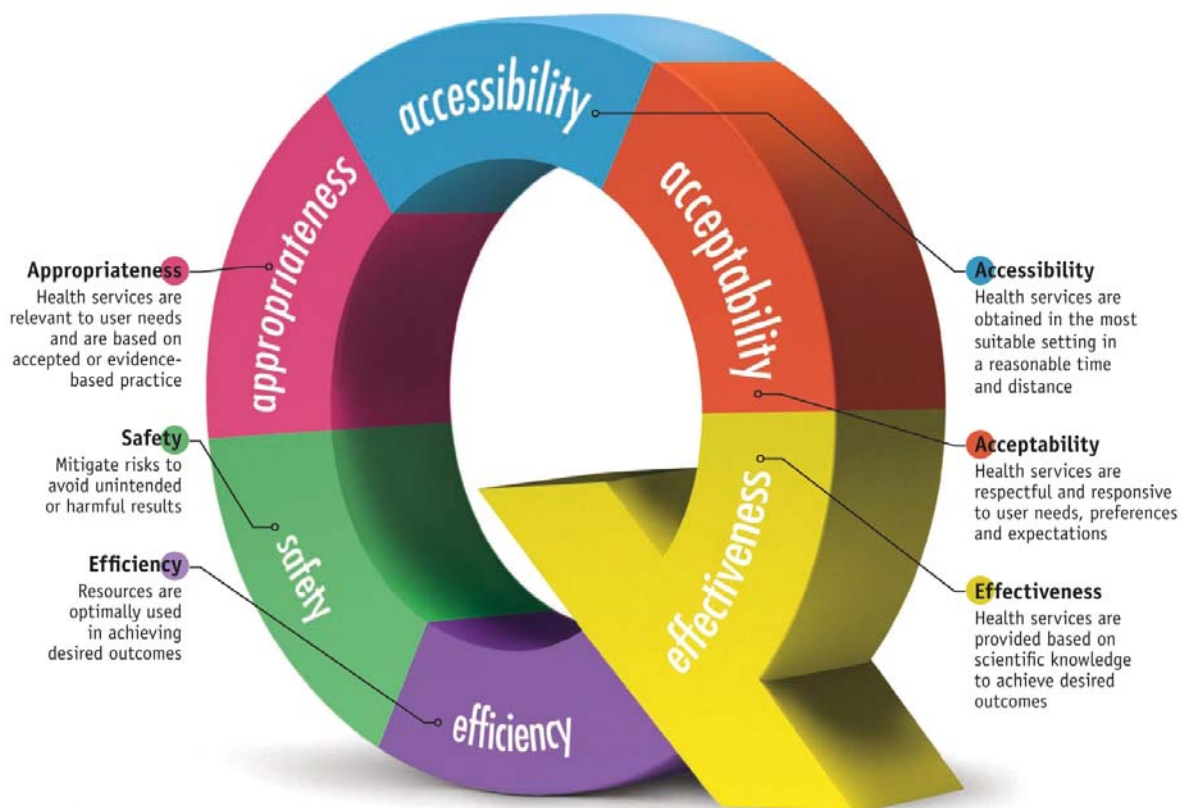 accessibility
acceptability
appropriateness
safety
efficiency
effectiveness
Appropriateness
Health services are
relevant to user needs
and are based on
accepted or evidence-
based practice
Safety
Mitigate risks to
avoid unintended
or harmful results
Efficiency
Resources are
optimally used
in achieving
desired outcomes
Accessibility
Health services are
obtained in the most
suitable setting in
a reasonable time
and distance
Acceptability
Health services are
respectful and responsive
to user needs, preferences
and expectations
Effectiveness
Health services are
provided based on
scientific knowledge
to achieve desired
outcomes